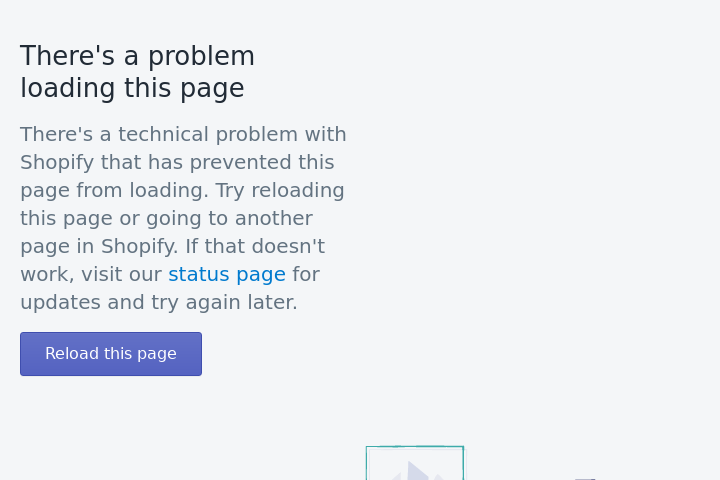 There's a problem
loading this page
There's a technical problem with
Shopify that has prevented this
page from loading. Try reloading
this page or going to another
page in Shopify. If that doesn't
work, visit our status page for
updates and try again later.
Reload this page